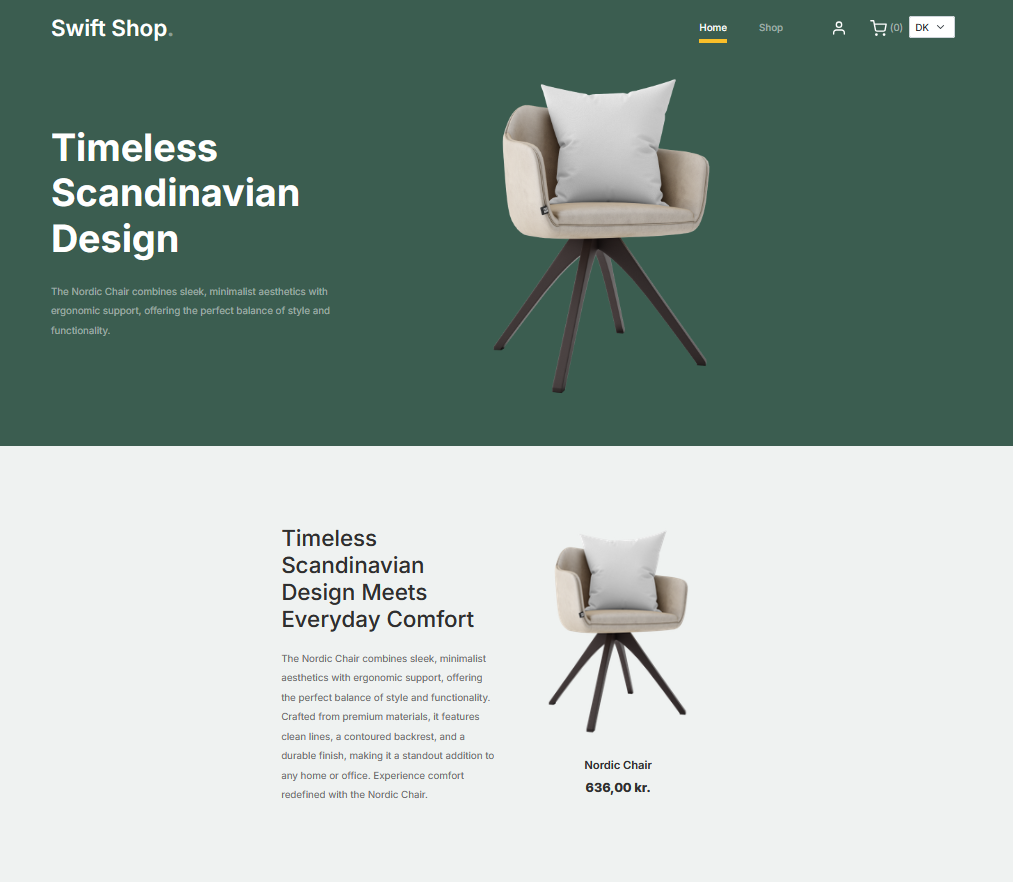 Swift Shop.
Home
Shop
(0)
DK
Timeless
Scandinavian
Design
The Nordic Chair combines sleek, minimalist aesthetics with
ergonomic support, offering the perfect balance of style and
functionality.
Timeless
Scandinavian
Design Meets
Everyday Comfort
The Nordic Chair combines sleek, minimalist
aesthetics with ergonomic support, offering
the perfect balance of style and functionality.
Crafted from premium materials, it features
clean lines, a contoured backrest, and a
durable finish, making it a standout addition to
any home or office. Experience comfort
redefined with the Nordic Chair.
Nordic Chair
636,00 kr.